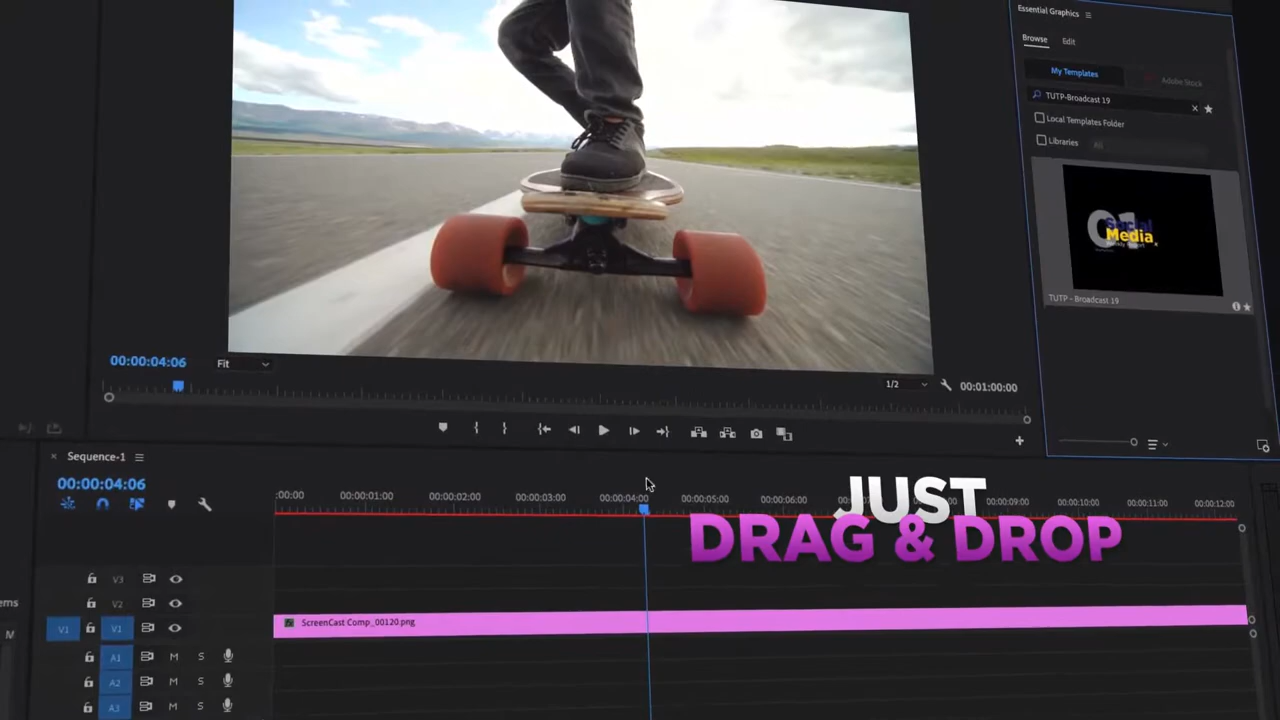 Essential Graphics
Browse Edit
My Templates Adobe Stock
TUTP-Broadcast 19
Local Templates Folder
Libraries All
01
Social
Media.
TUTP - Broadcast 19
00:00:04:06 Fit 1/2 00:01:00:00
Sequence-1
00:00:04:06
:00:00 00:00:01:00 00:00:02:00 00:00:03:00 00:00:04:00 00:00:05:00 00:00:06:00 00:00:09:00 00:00:10:00 00:00:11:00 00:00:12:00
JUST
DRAG & DROP
V3
V2
V1 V1 ScreenCast Comp_00120.png
ems
M
A1 M S
A2 M S
A3 M S